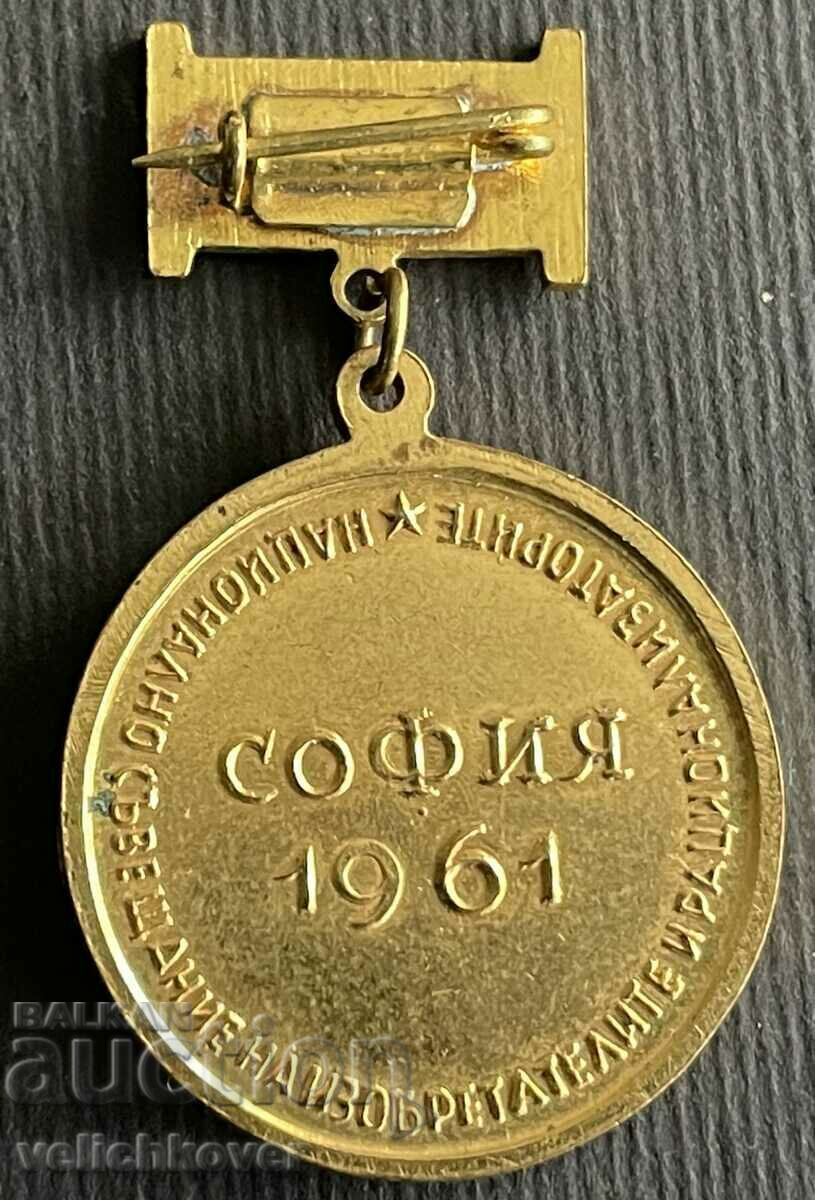 ★ НАЦИОНАЛНО СЪВЕЩАНИЕ НА ИЗОБРЕТАТЕЛИТЕ И РАЦИОНАЛИЗАТОРИТЕ
СОФИЯ
1961
BALKAN
auction
velichkover